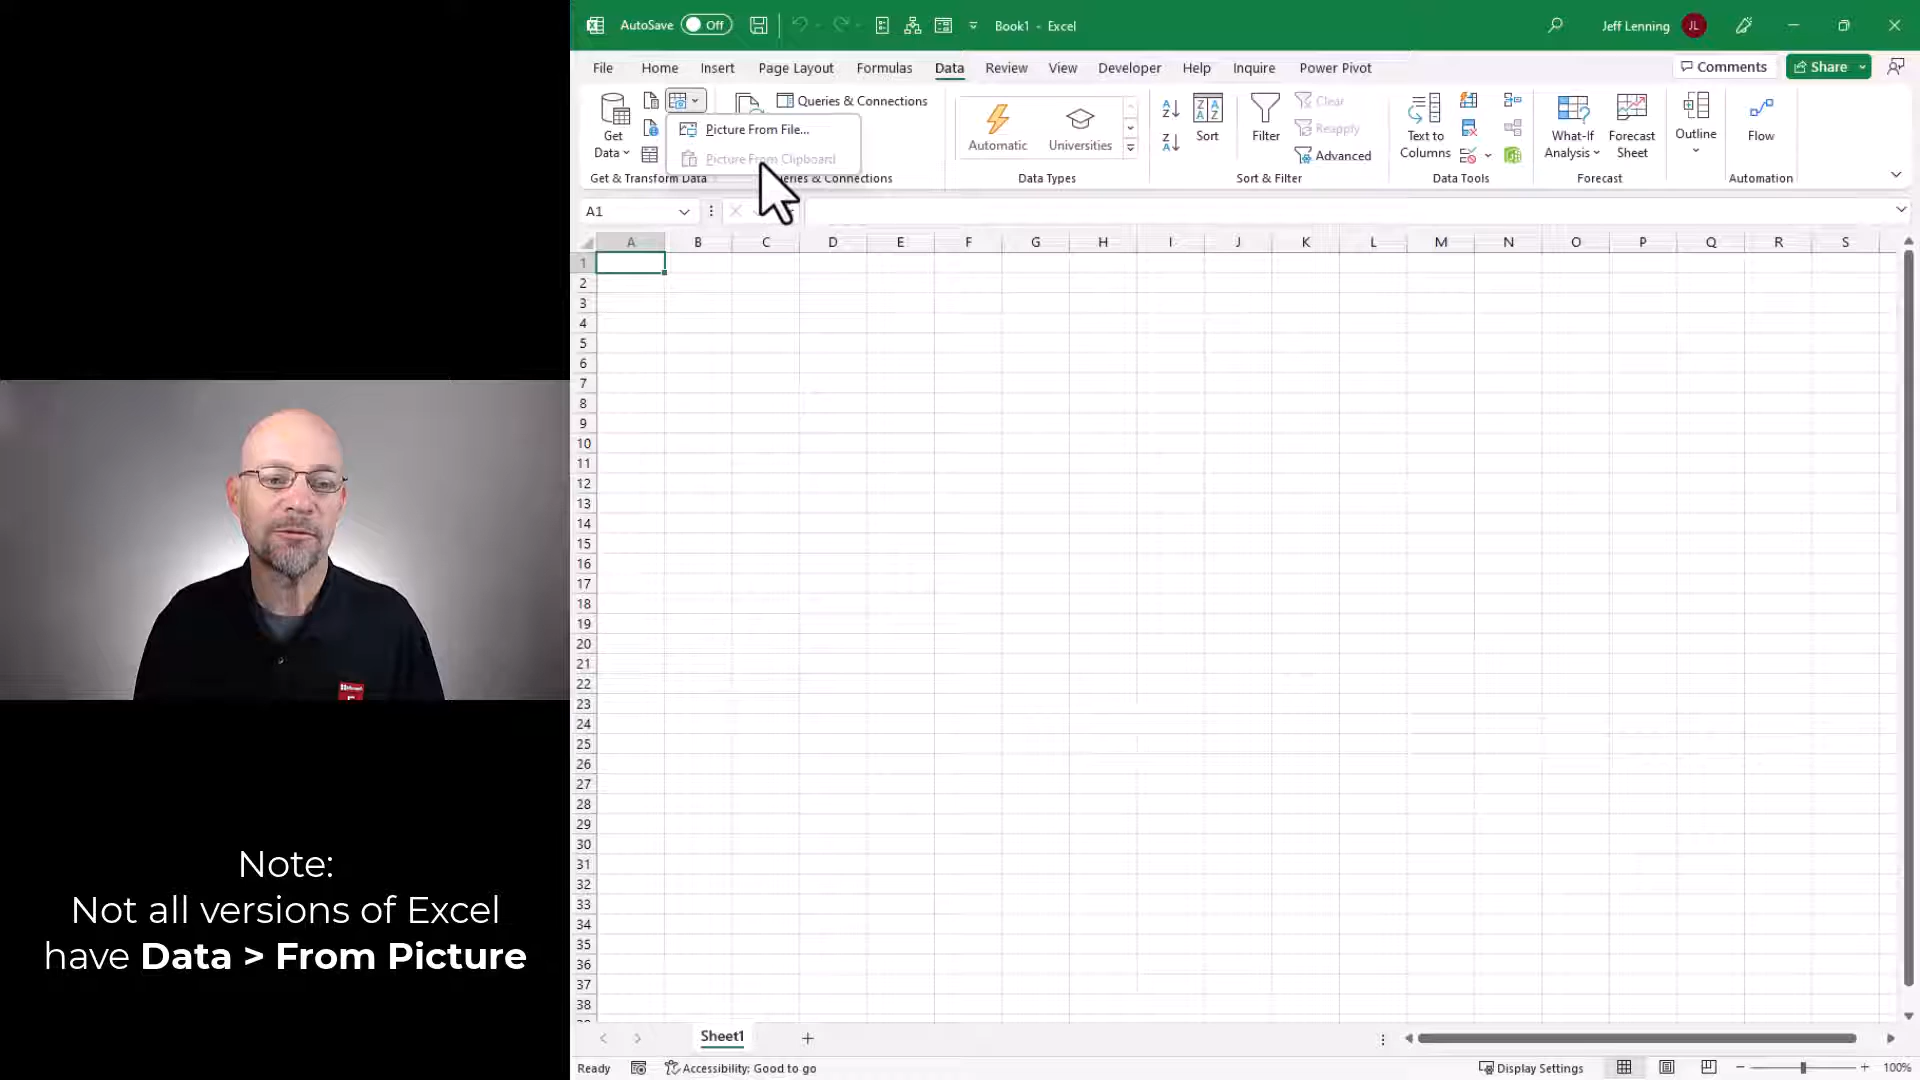 AutoSave Off
Book1 - Excel
Jeff Lenning JL
File Home Insert Page Layout Formulas Data Review View Developer Help Inquire Power Pivot
Comments Share
Get Data
Picture From File...
Picture From Clipboard
Get & Transform Data
Queries & Connections
Queries & Connections
Automatic
Universities
Data Types
Sort
Filter
Clear
Reapply
Advanced
Sort & Filter
Text to Columns
Data Tools
What-If Analysis
Forecast Sheet
Forecast
Outline
Flow
Automation
A1
A B C D E F G H I J K L M N O P Q R S
1
2
3
4
5
6
7
8
9
10
11
12
13
14
15
16
17
18
19
20
21
22
23
24
25
26
27
28
29
30
31
32
33
34
35
36
37
38
Note:
Not all versions of Excel
have Data > From Picture
Sheet1
Ready
Accessibility: Good to go
Display Settings
100%